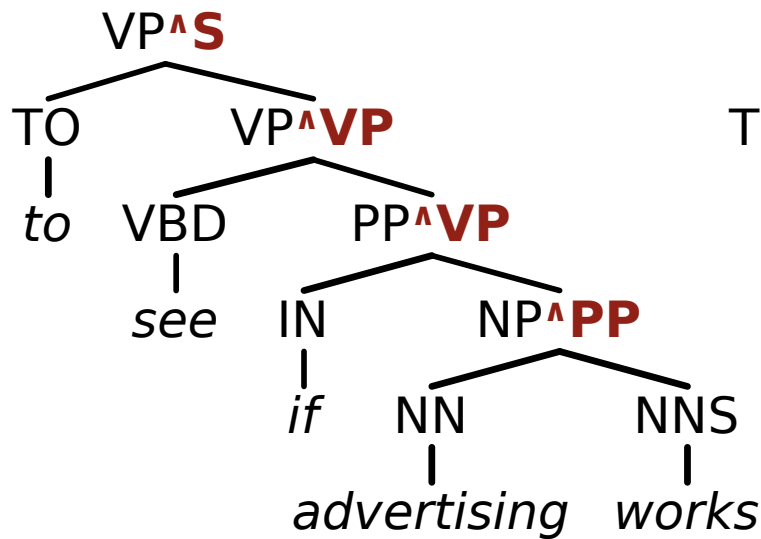 VP^S
TO VP^VP T
to VBD PP^VP
see IN NP^PP
if NN NNS
advertising works